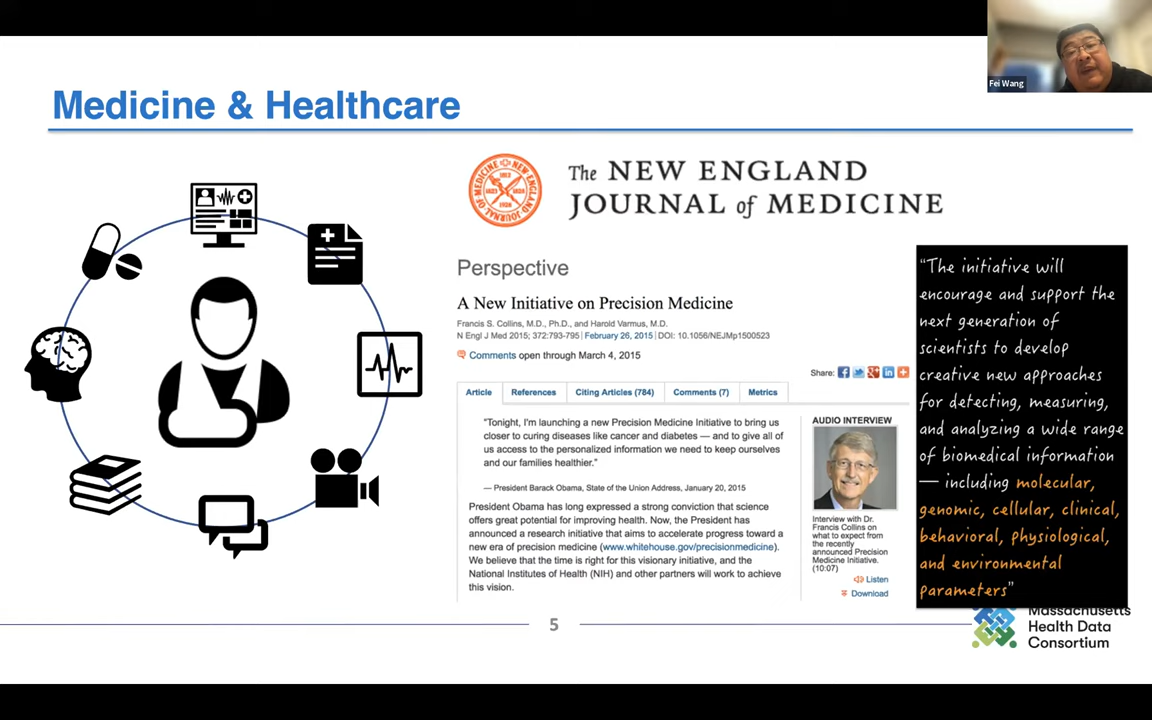 Fei Wang
Medicine & Healthcare
The NEW ENGLAND
JOURNAL of MEDICINE
Perspective
A New Initiative on Precision Medicine
Francis S. Collins, M.D., Ph.D., and Harold Varmus, M.D.
N Engl J Med 2015; 372:793-795 | February 26, 2015 | DOI: 10.1056/NEJMp1500523
Comments open through March 4, 2015
Share:
Article References Citing Articles (784) Comments (7) Metrics
"Tonight, I'm launching a new Precision Medicine Initiative to bring us
closer to curing diseases like cancer and diabetes — and to give all of
us access to the personalized information we need to keep ourselves
and our families healthier."
— President Barack Obama, State of the Union Address, January 20, 2015
President Obama has long expressed a strong conviction that science
offers great potential for improving health. Now, the President has
announced a research initiative that aims to accelerate progress toward a
new era of precision medicine (www.whitehouse.gov/precisionmedicine).
We believe that the time is right for this visionary initiative, and the
National Institutes of Health (NIH) and other partners will work to achieve
this vision.
AUDIO INTERVIEW
Interview with Dr.
Francis Collins on
what to expect from
the recently
announced Precision
Medicine Initiative.
(10:07)
Listen
Download
"The initiative will
encourage and support the
next generation of
scientists to develop
creative new approaches
for detecting, measuring,
and analyzing a wide range
of biomedical information
— including molecular,
genomic, cellular, clinical,
behavioral, physiological,
and environmental
parameters"
5
Massachusetts
Health Data
Consortium